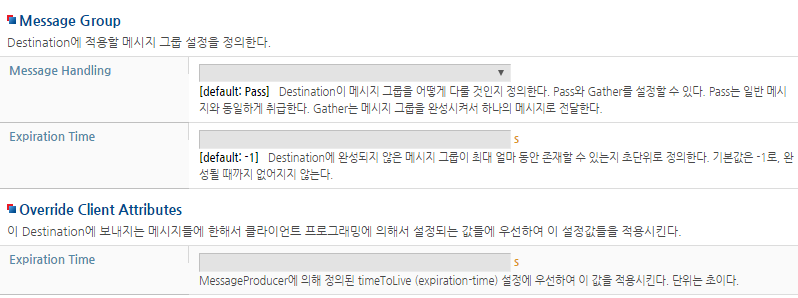 Message Group
Destination에 적용할 메시지 그룹 설정을 정의한다.
Message Handling
[default: Pass] Destination이 메시지 그룹을 어떻게 다룰 것인지 정의한다. Pass와 Gather를 설정할 수 있다. Pass는 일반 메시
지와 동일하게 취급한다. Gather는 메시지 그룹을 완성시켜서 하나의 메시지로 전달한다.
Expiration Time
s
[default: -1] Destination에 완성되지 않은 메시지 그룹이 최대 얼마 동안 존재할 수 있는지 초단위로 정의한다. 기본값은 -1로, 완
성될 때까지 없어지지 않는다.
Override Client Attributes
이 Destination에 보내지는 메시지들에 한해서 클라이언트 프로그래밍에 의해서 설정되는 값들에 우선하여 이 설정값들을 적용시킨다.
Expiration Time
s
MessageProducer에 의해 정의된 timeToLive (expiration-time) 설정에 우선하여 이 값을 적용시킨다. 단위는 초이다.